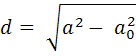 d = √(a² − a₀²)